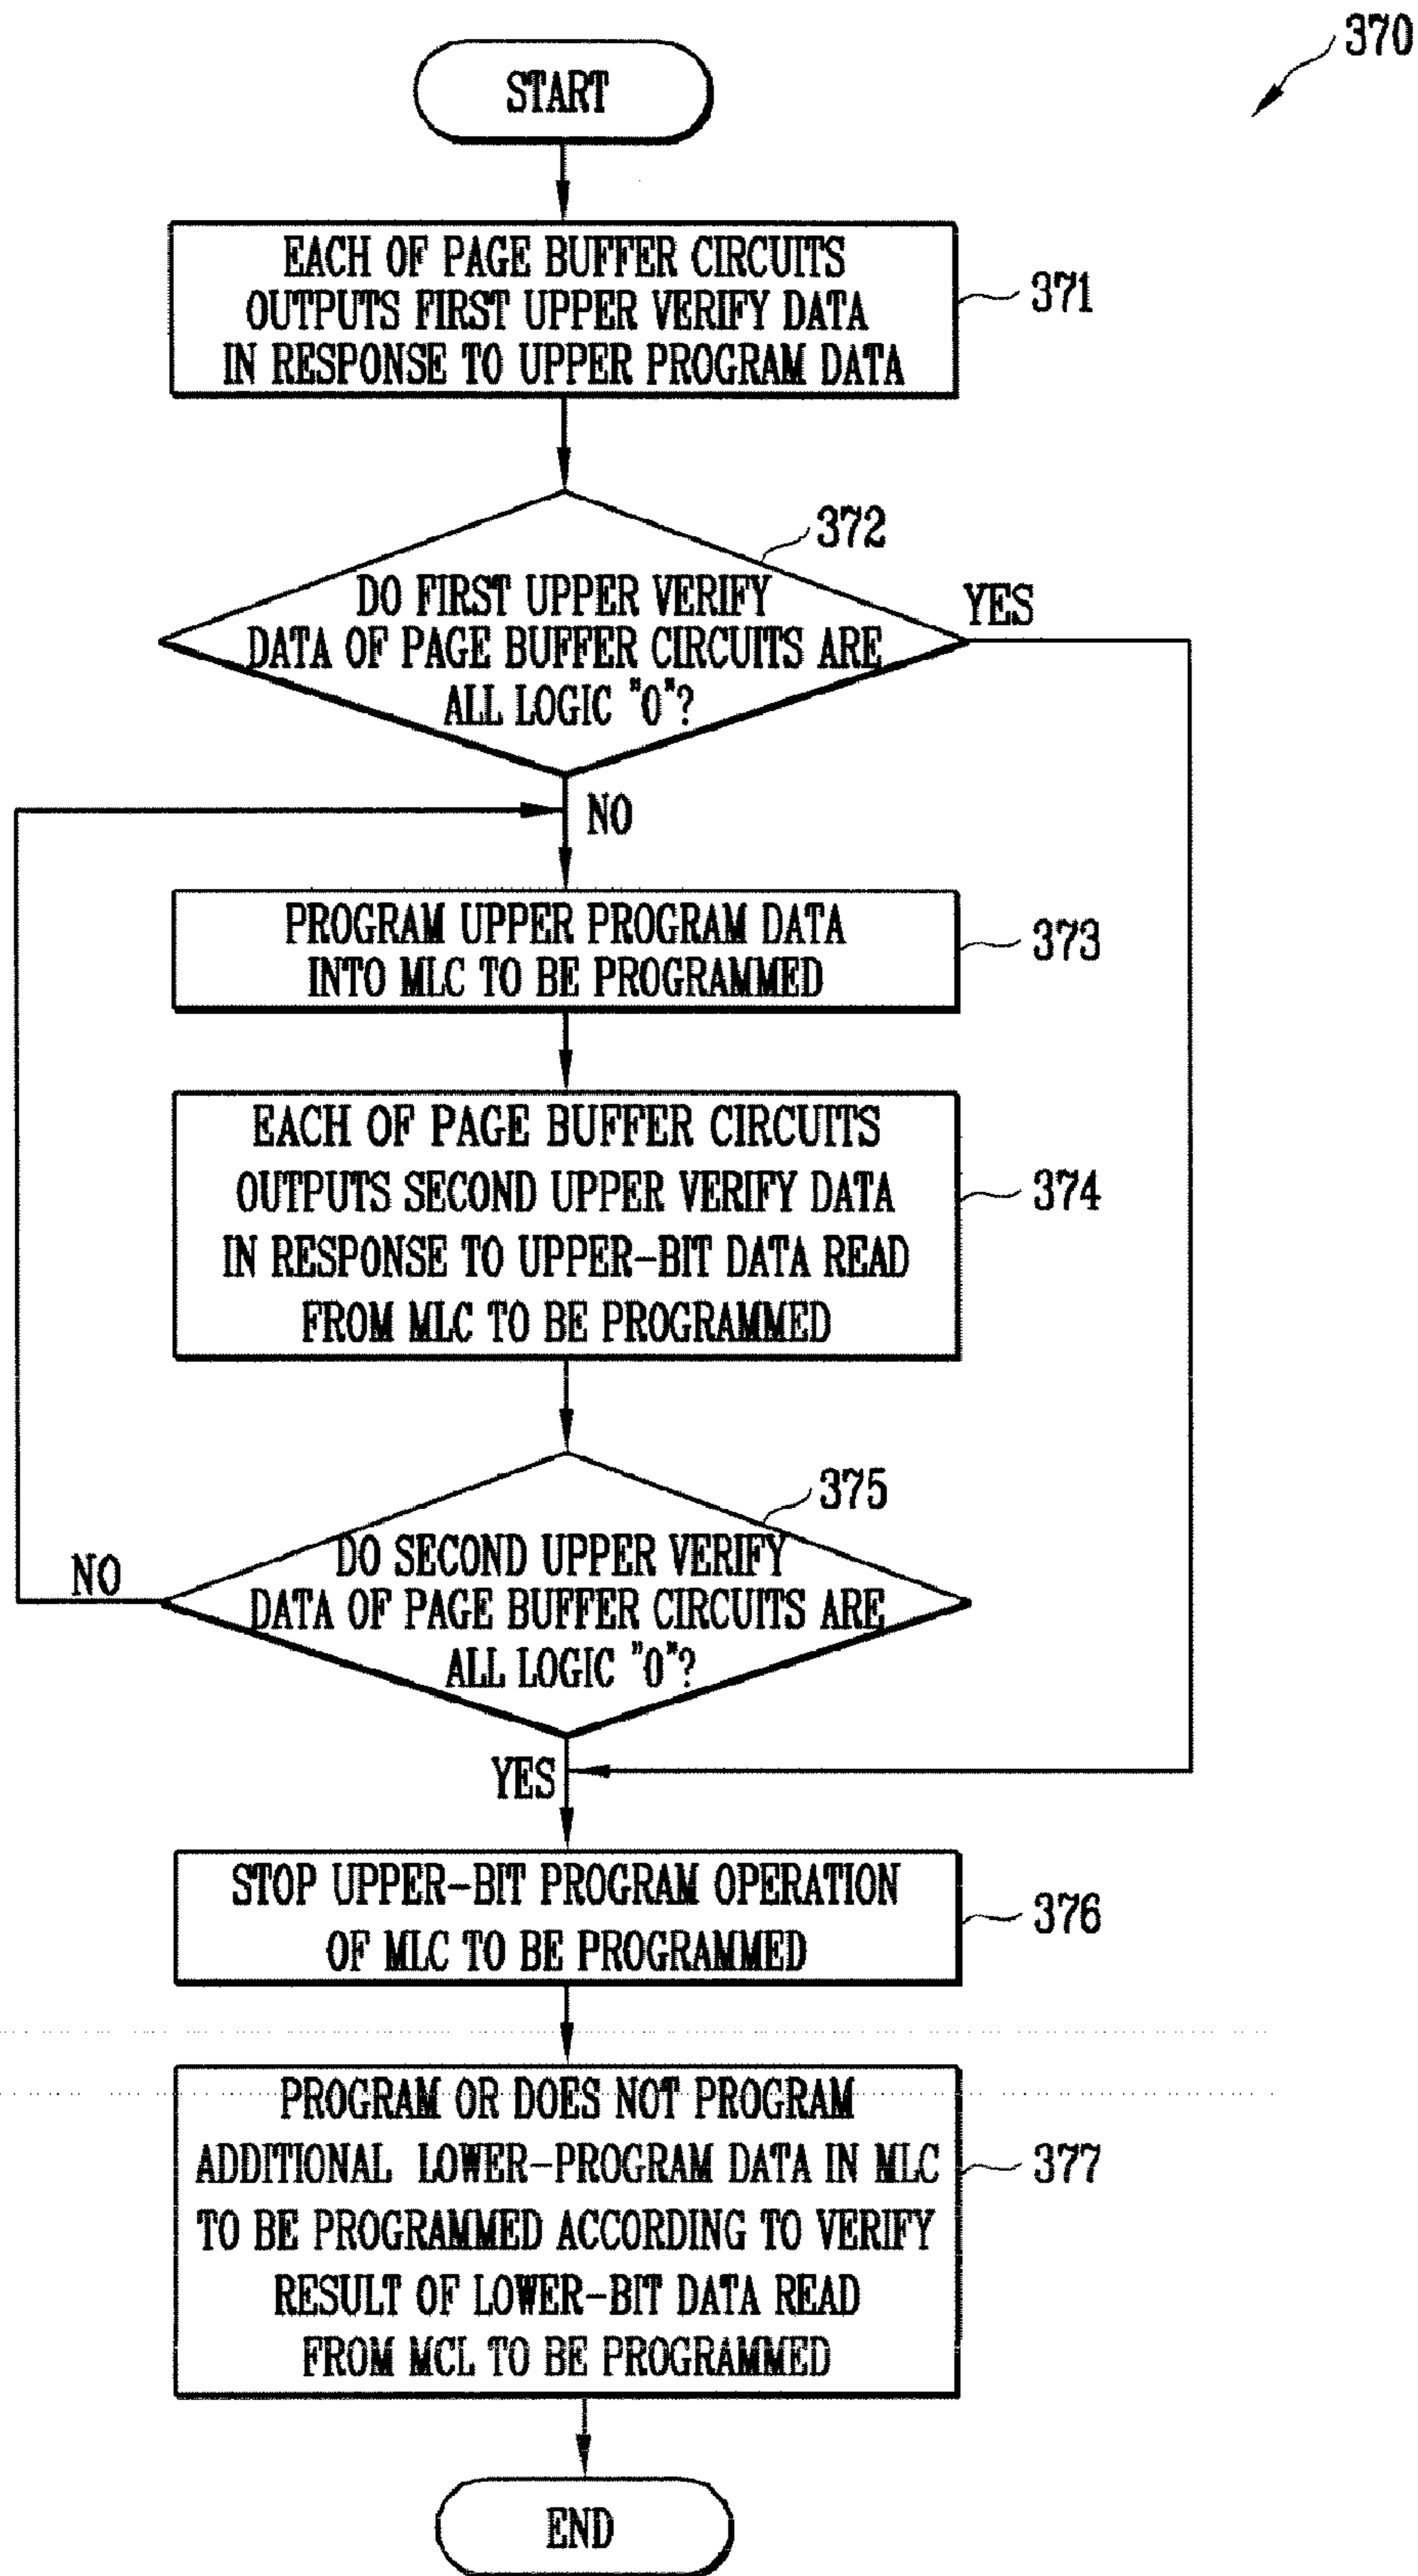 370
START
EACH OF PAGE BUFFER CIRCUITS
OUTPUTS FIRST UPPER VERIFY DATA
IN RESPONSE TO UPPER PROGRAM DATA
371
372
DO FIRST UPPER VERIFY
DATA OF PAGE BUFFER CIRCUITS ARE
ALL LOGIC "0"?
YES
NO
PROGRAM UPPER PROGRAM DATA
INTO MLC TO BE PROGRAMMED
373
EACH OF PAGE BUFFER CIRCUITS
OUTPUTS SECOND UPPER VERIFY DATA
IN RESPONSE TO UPPER-BIT DATA READ
FROM MLC TO BE PROGRAMMED
374
375
DO SECOND UPPER VERIFY
DATA OF PAGE BUFFER CIRCUITS ARE
ALL LOGIC "0"?
NO
YES
STOP UPPER-BIT PROGRAM OPERATION
OF MLC TO BE PROGRAMMED
376
PROGRAM OR DOES NOT PROGRAM
ADDITIONAL LOWER-PROGRAM DATA IN MLC
TO BE PROGRAMMED ACCORDING TO VERIFY
RESULT OF LOWER-BIT DATA READ
FROM MCL TO BE PROGRAMMED
377
END